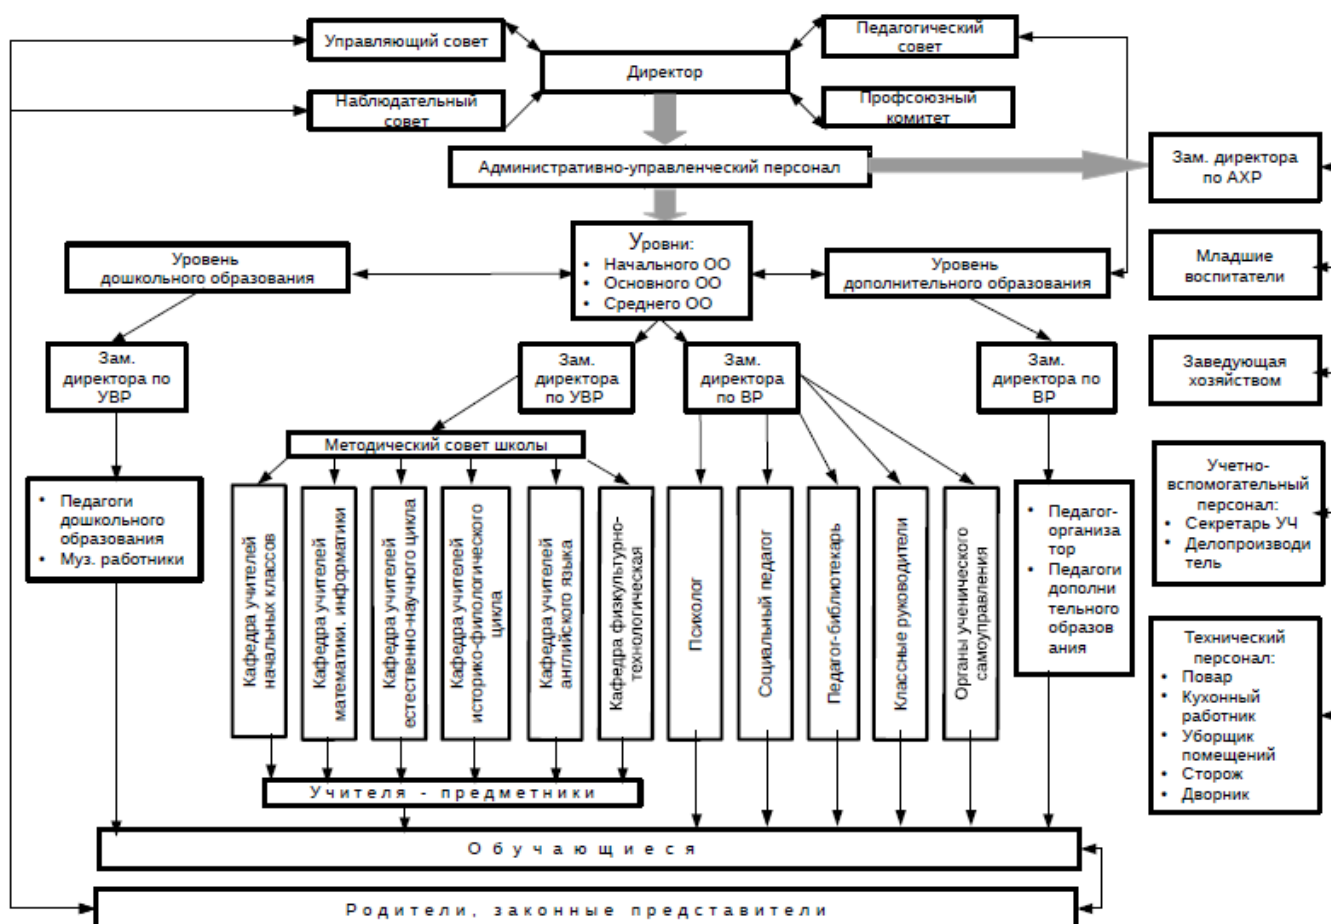 Управляющий совет
Педагогический
совет
Директор
Наблюдательный
совет
Профсоюзный
комитет
Административно-управленческий персонал
Зам. директора
по АХР
Уровень
дошкольного образования
Уровни:
• Начального ОО
• Основного ОО
• Среднего ОО
Уровень
дополнительного образования
Младшие
воспитатели
Зам.
директора по
УВР
Зам.
директора
по УВР
Зам.
директора
по ВР
Зам.
директора по
ВР
Заведующая
хозяйством
Методический совет школы
• Педагоги
дошкольного
образования
• Муз. работники
Кафедра учителей
начальных классов
Кафедра учителей
математики, информатики
Кафедра учителей
естественно-научного цикла
Кафедра учителей
историко-филологического
цикла
Кафедра учителей
английского языка
Кафедра физкультурно-
технологическая
Психолог
Социальный педагог
Педагог-библиотекарь
Классные руководители
Органы ученического
самоуправления
• Педагог-
организа
тор
• Педагоги
дополни
тельного
образов
ания
Учетно-
вспомогательный
персонал:
• Секретарь УЧ
• Делопроизводи
тель
Технический
персонал:
• Повар
• Кухонный
работник
• Уборщик
помещений
• Сторож
• Дворник
Учителя - предметники
Обучающиеся
Родители, законные представители